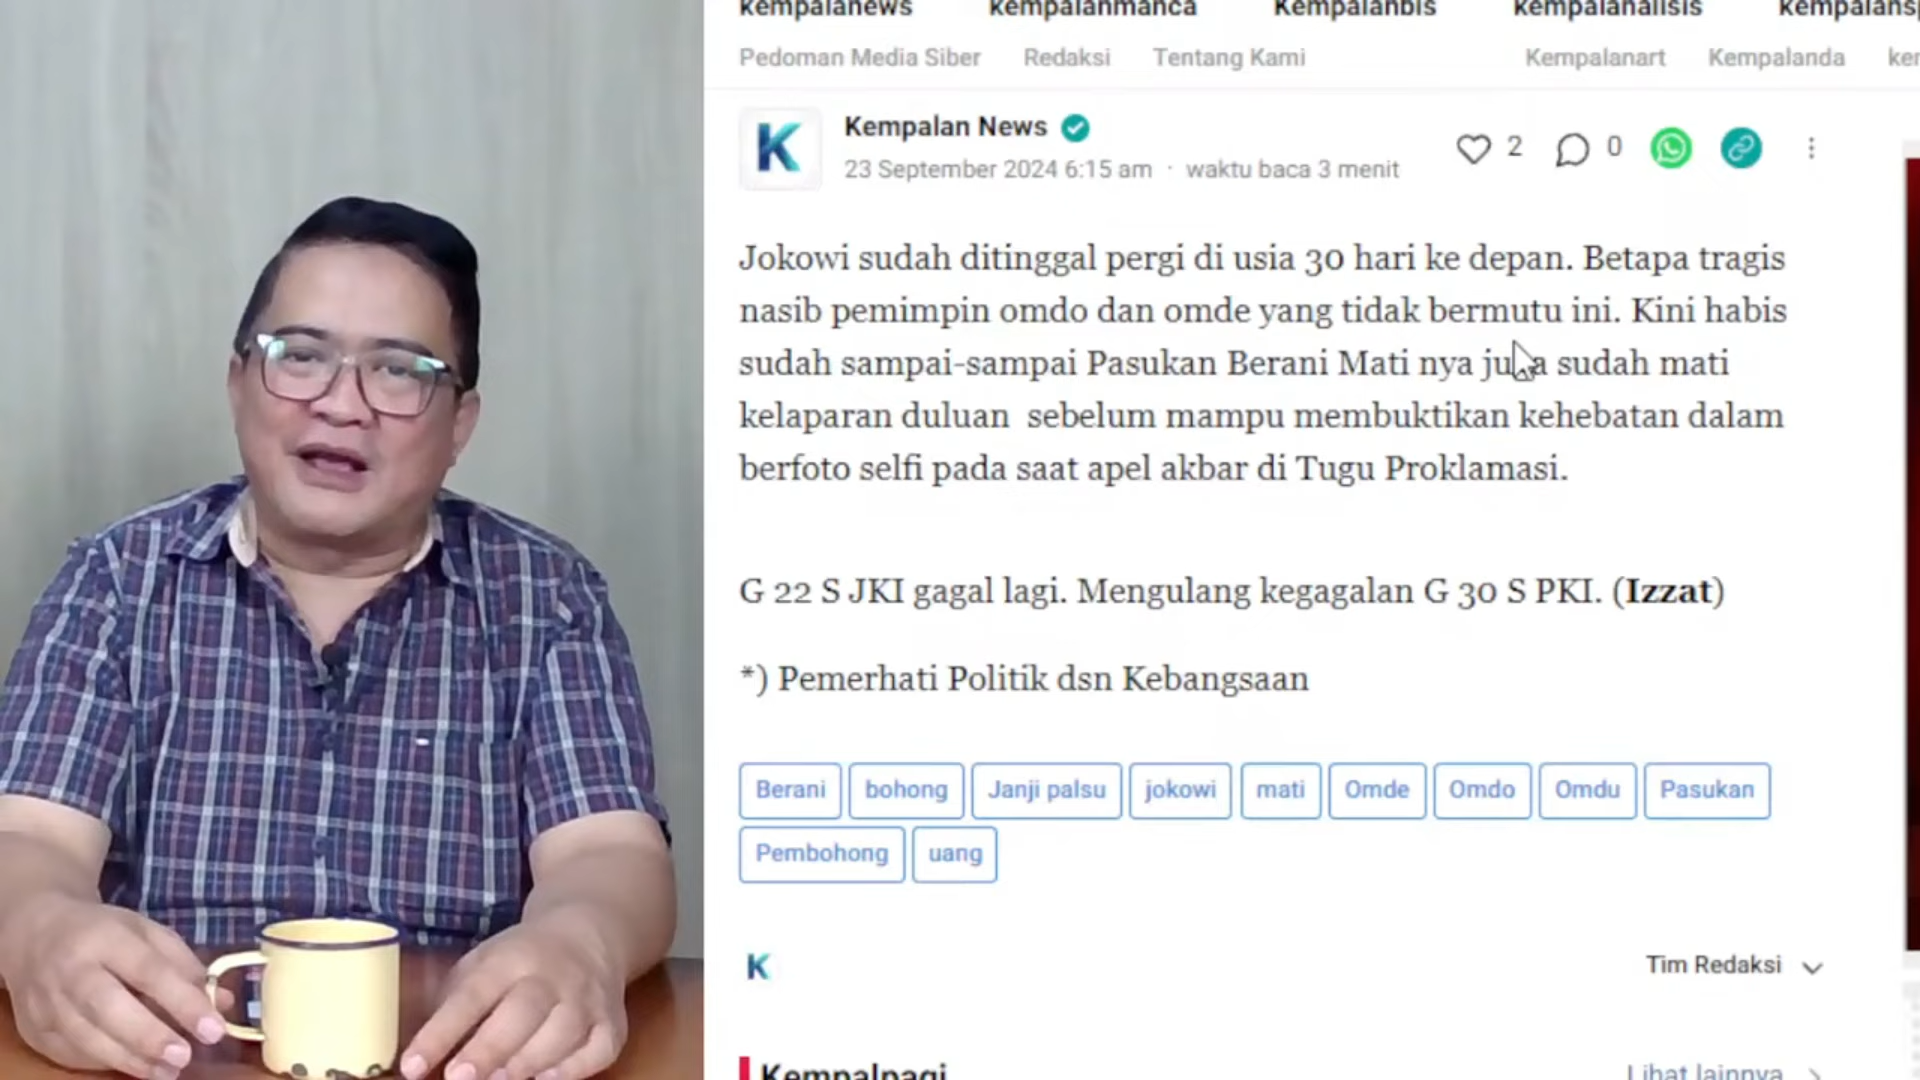 kempalanews kempalanmanca Kempalanbis kempalanalisis
Pedoman Media Siber Redaksi Tentang Kami Kempalanart Kempalanda
K Kempalan News
2 0
23 September 2024 6:15 am · waktu baca 3 menit
Jokowi sudah ditinggal pergi di usia 30 hari ke depan. Betapa tragis
nasib pemimpin omdo dan omde yang tidak bermutu ini. Kini habis
sudah sampai-sampai Pasukan Berani Mati nya juga sudah mati
kelaparan duluan sebelum mampu membuktikan kehebatan dalam
berfoto selfi pada saat apel akbar di Tugu Proklamasi.
G 22 S JKI gagal lagi. Mengulang kegagalan G 30 S PKI. (Izzat)
*) Pemerhati Politik dsn Kebangsaan
Berani bohong Janji palsu jokowi mati Omde Omdo Omdu Pasukan
Pembohong uang
K Tim Redaksi
Kempalpagi Lihat lainnya